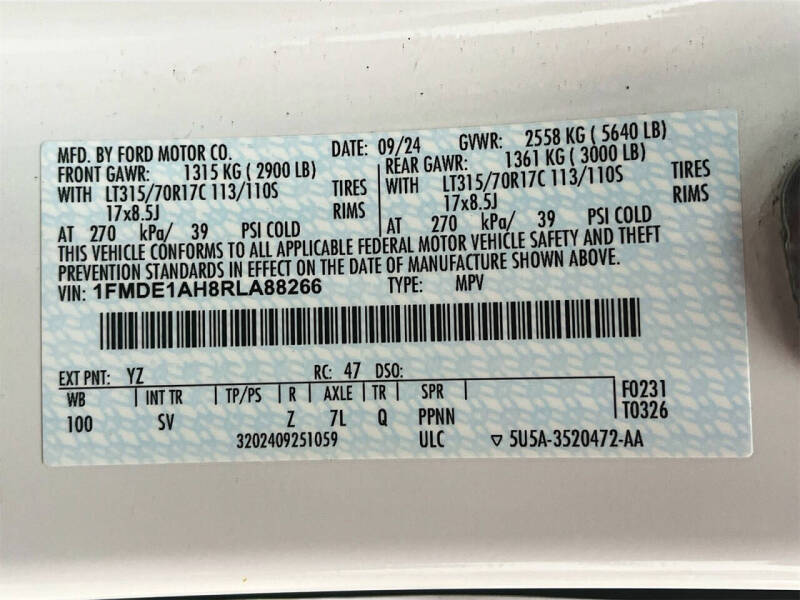 MFD. BY FORD MOTOR CO. DATE: 09/24 GVWR: 2558 KG ( 5640 LB)
FRONT GAWR: 1315 KG ( 2900 LB) REAR GAWR: 1361 KG ( 3000 LB)
WITH LT315/70R17C 113/110S TIRES WITH LT315/70R17C 113/110S TIRES
17x8.5J RIMS 17x8.5J RIMS
AT 270 kPa/ 39 PSI COLD AT 270 kPa/ 39 PSI COLD
THIS VEHICLE CONFORMS TO ALL APPLICABLE FEDERAL MOTOR VEHICLE SAFETY AND THEFT
PREVENTION STANDARDS IN EFFECT ON THE DATE OF MANUFACTURE SHOWN ABOVE.
VIN: 1FMDE1AH8RLA88266 TYPE: MPV
EXT PNT: YZ RC: 47 DSO:
WB | INT TR | TP/PS | R | AXLE | TR | SPR | F0231
100 SV Z 7L Q PPNN T0326
3202409251059 ULC ▽ 5U5A-3520472-AA